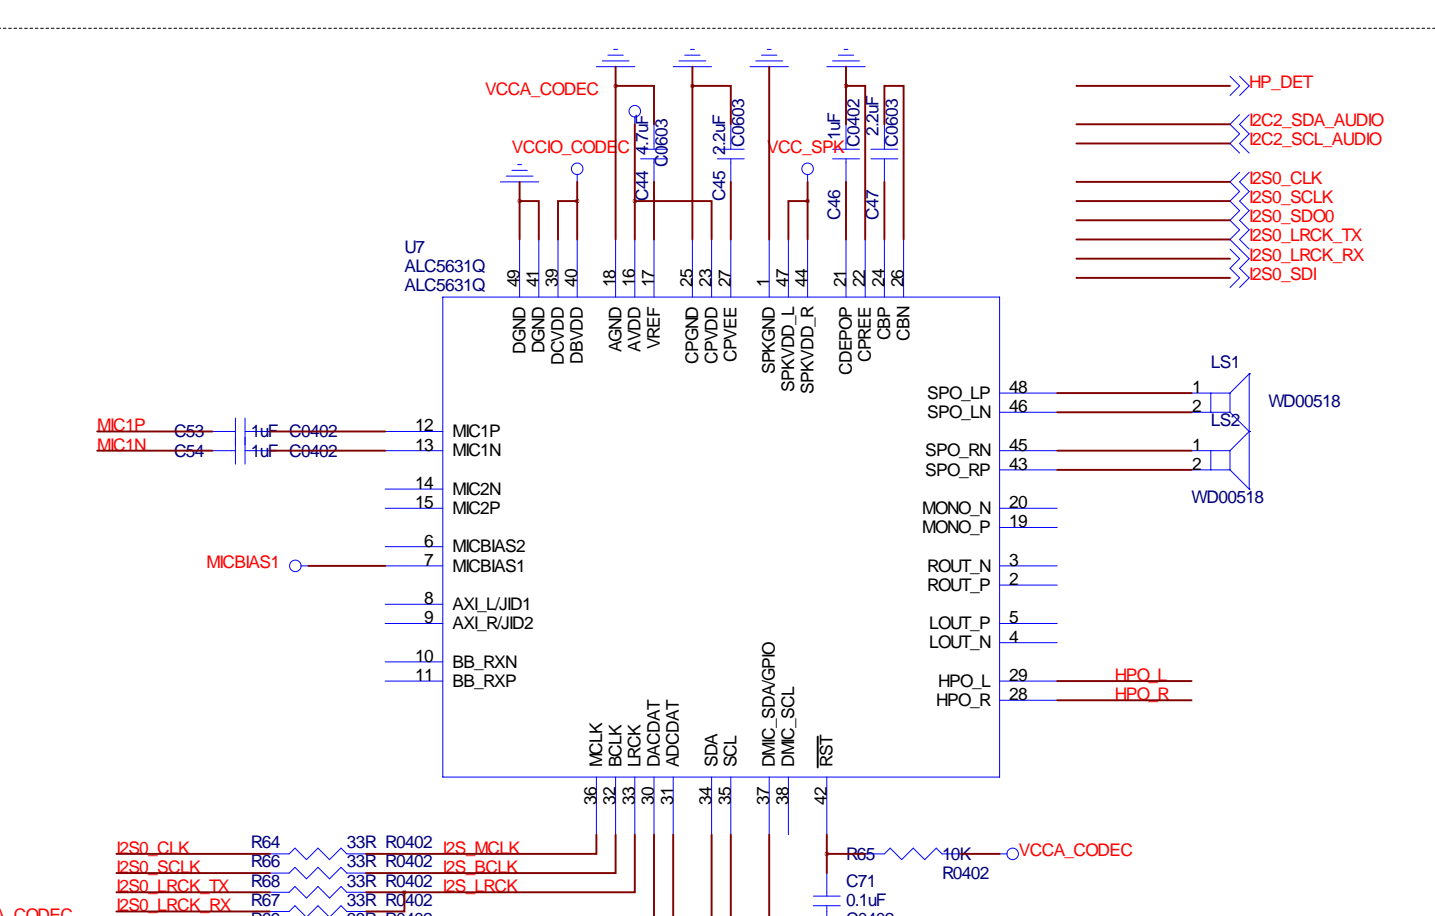 VCCA_CODEC
HP_DET
I2C2_SDA_AUDIO
I2C2_SCL_AUDIO
VCCIO_CODEC
VCC_SPK
C44 4.7uF C0603
C45 2.2uF C0603
C46 1uF C0402
C47 2.2uF C0603
I2S0_CLK
I2S0_SCLK
I2S0_SDO0
I2S0_LRCK_TX
I2S0_LRCK_RX
I2S0_SDI
U7
ALC5631Q
ALC5631Q
49 41 39 40 18 16 17 25 23 27 1 47 44 21 22 24 26
DGND DGND DCVDD DBVDD AGND AVDD VREF CPGND CPVDD CPVEE SPKGND SPKVDD_L SPKVDD_R CDEPOP CPREE CBP CBN
LS1
SPO_LP 48 1
WD00518
SPO_LN 46 2
LS2
MIC1P C53 1uF C0402 12 MIC1P
MIC1N C54 1uF C0402 13 MIC1N
SPO_RN 45 1
SPO_RP 43 2
WD00518
14 MIC2N
15 MIC2P
MONO_N 20
MONO_P 19
6 MICBIAS2
MICBIAS1 7 MICBIAS1
ROUT_N 3
ROUT_P 2
8 AXI_L/JID1
9 AXI_R/JID2
LOUT_P 5
LOUT_N 4
10 BB_RXN
11 BB_RXP
HPO_L 29 HPO_L
HPO_R 28 HPO_R
MCLK BCLK LRCK DACDAT ADCDAT SDA SCL DMIC_SDA/GPIO DMIC_SCL RST
36 32 33 30 31 34 35 37 38 42
I2S0_CLK R64 33R R0402 I2S_MCLK
I2S0_SCLK R66 33R R0402 I2S_BCLK
I2S0_LRCK_TX R68 33R R0402 I2S_LRCK
I2S0_LRCK_RX R67 33R R0402
R65 10K VCCA_CODEC
R0402
C71
0.1uF